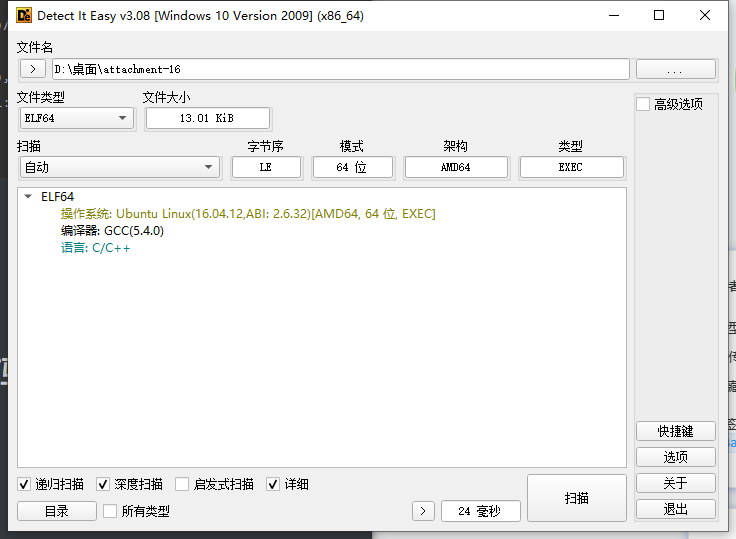 Detect It Easy v3.08 [Windows 10 Version 2009] (x86_64)
文件名
> D:\桌面\attachment-16 ...
文件类型 文件大小 高级选项
ELF64 13.01 KiB
扫描 字节序 模式 架构 类型
自动 LE 64 位 AMD64 EXEC
ELF64
操作系统: Ubuntu Linux(16.04.12,ABI: 2.6.32)[AMD64, 64 位, EXEC]
编译器: GCC(5.4.0)
语言: C/C++
快捷键
选项
关于
退出
递归扫描 深度扫描 启发式扫描 详细
目录 所有类型 > 24 毫秒 扫描